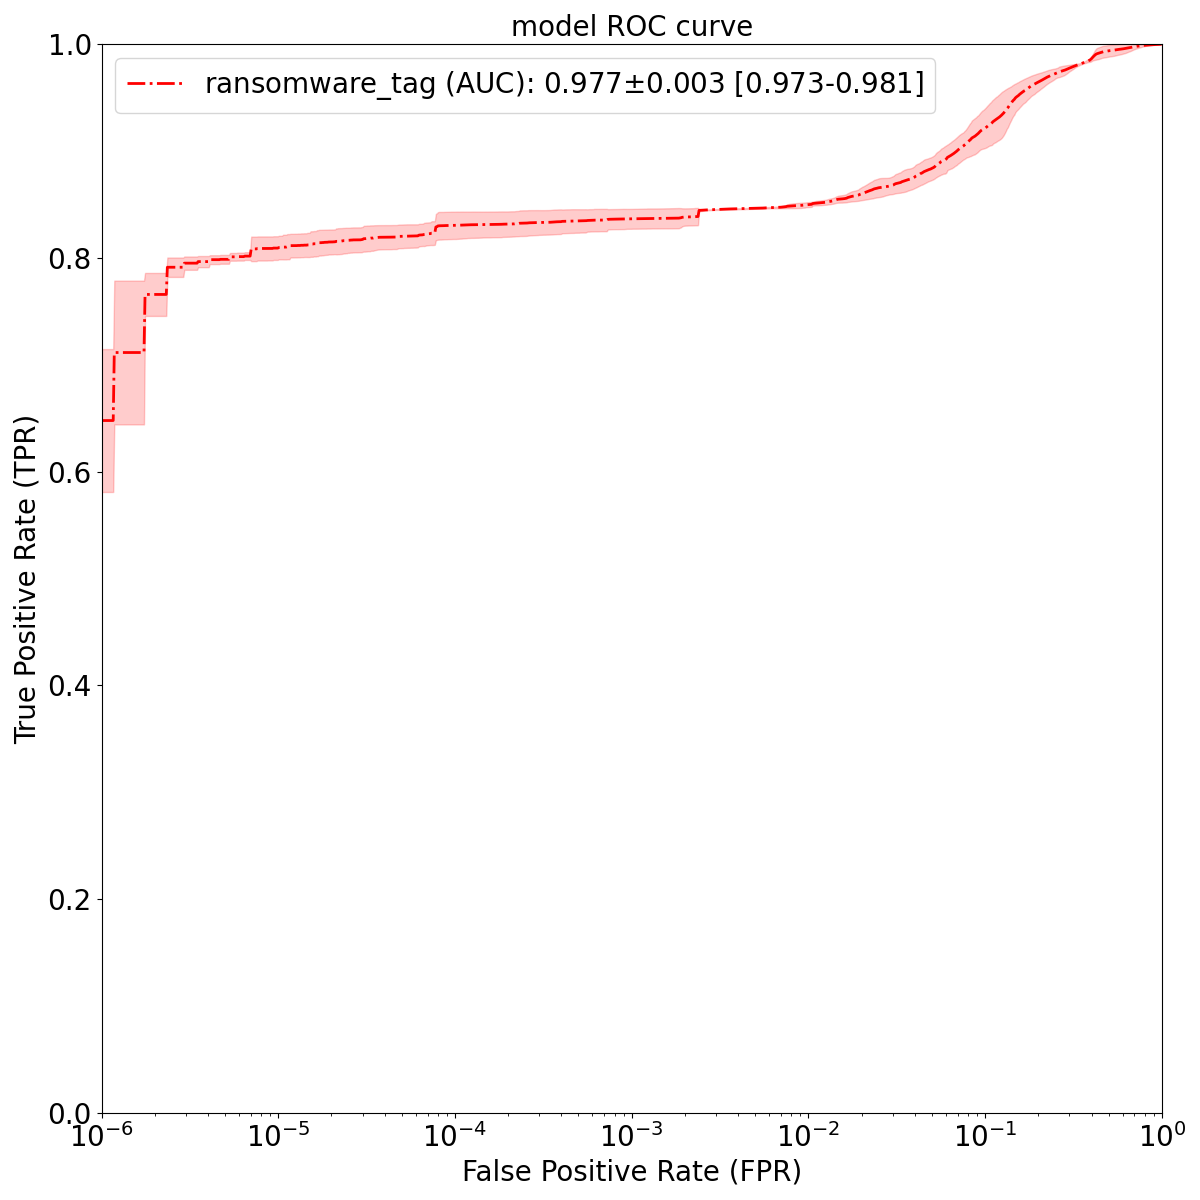 model ROC curve
ransomware_tag (AUC): 0.977±0.003 [0.973-0.981]
True Positive Rate (TPR)
1.0
0.8
0.6
0.4
0.2
0.0
10⁻⁶ 10⁻⁵ 10⁻⁴ 10⁻³ 10⁻² 10⁻¹ 10⁰
False Positive Rate (FPR)